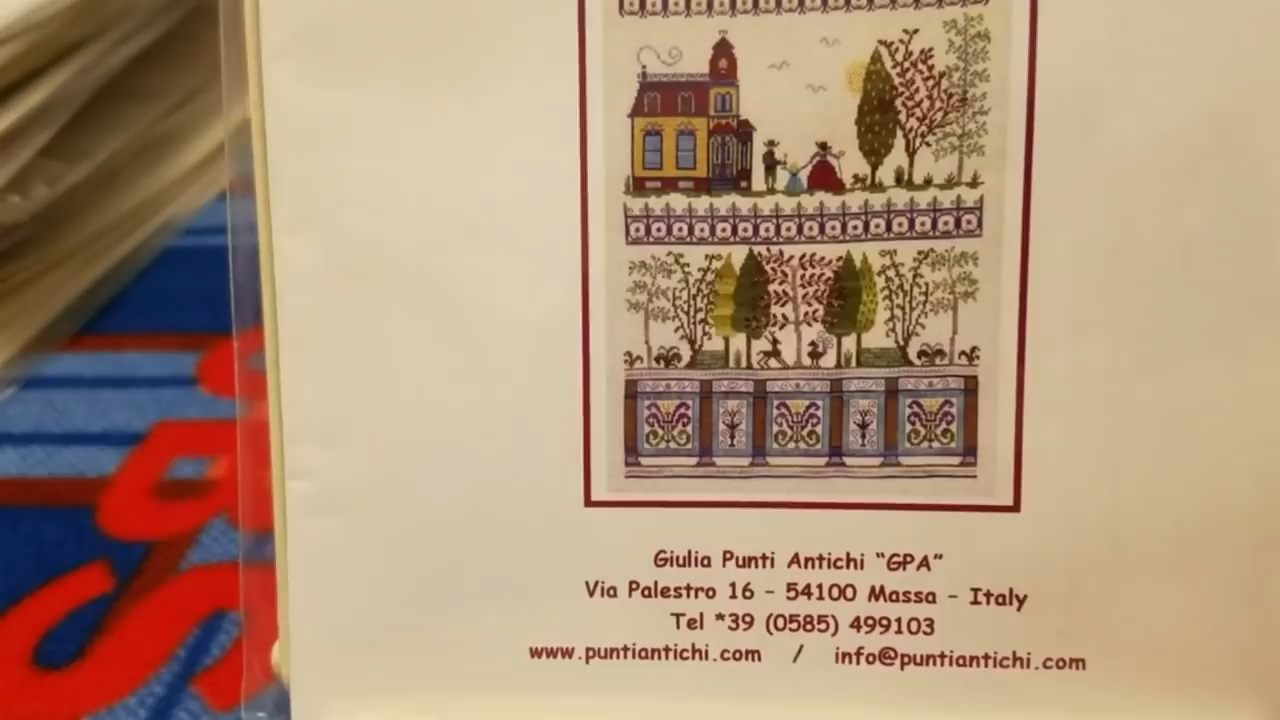 Giulia Punti Antichi “GPA”
Via Palestro 16 - 54100 Massa - Italy
Tel *39 (0585) 499103
www.puntiantichi.com / info@puntiantichi.com